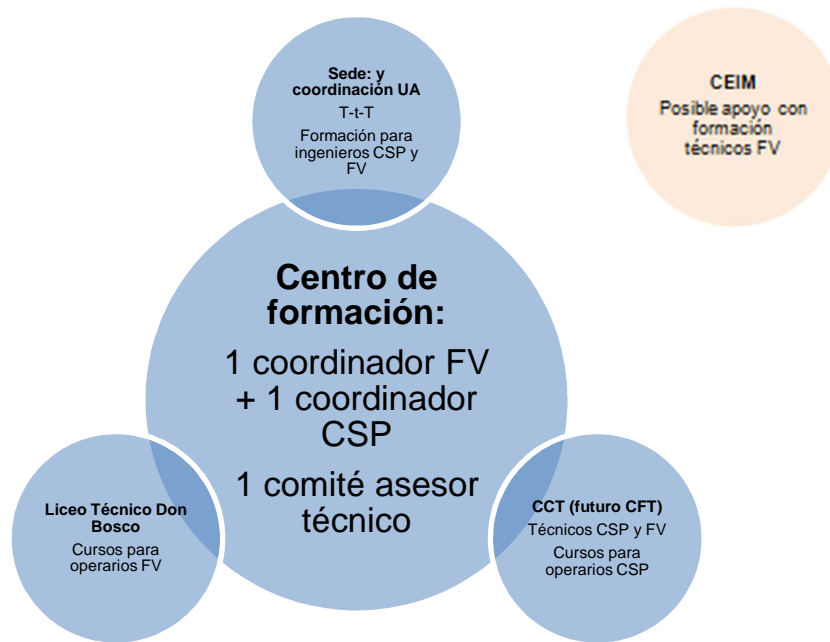 Sede: y
coordinación UA
T-t-T
Formación para
ingenieros CSP y
FV
CEIM
Posible apoyo con
formación
técnicos FV
Centro de
formación:
1 coordinador FV
+ 1 coordinador
CSP
1 comité asesor
técnico
Liceo Técnico Don
Bosco
Cursos para
operarios FV
CCT (futuro CFT)
Técnicos CSP y FV
Cursos para
operarios CSP